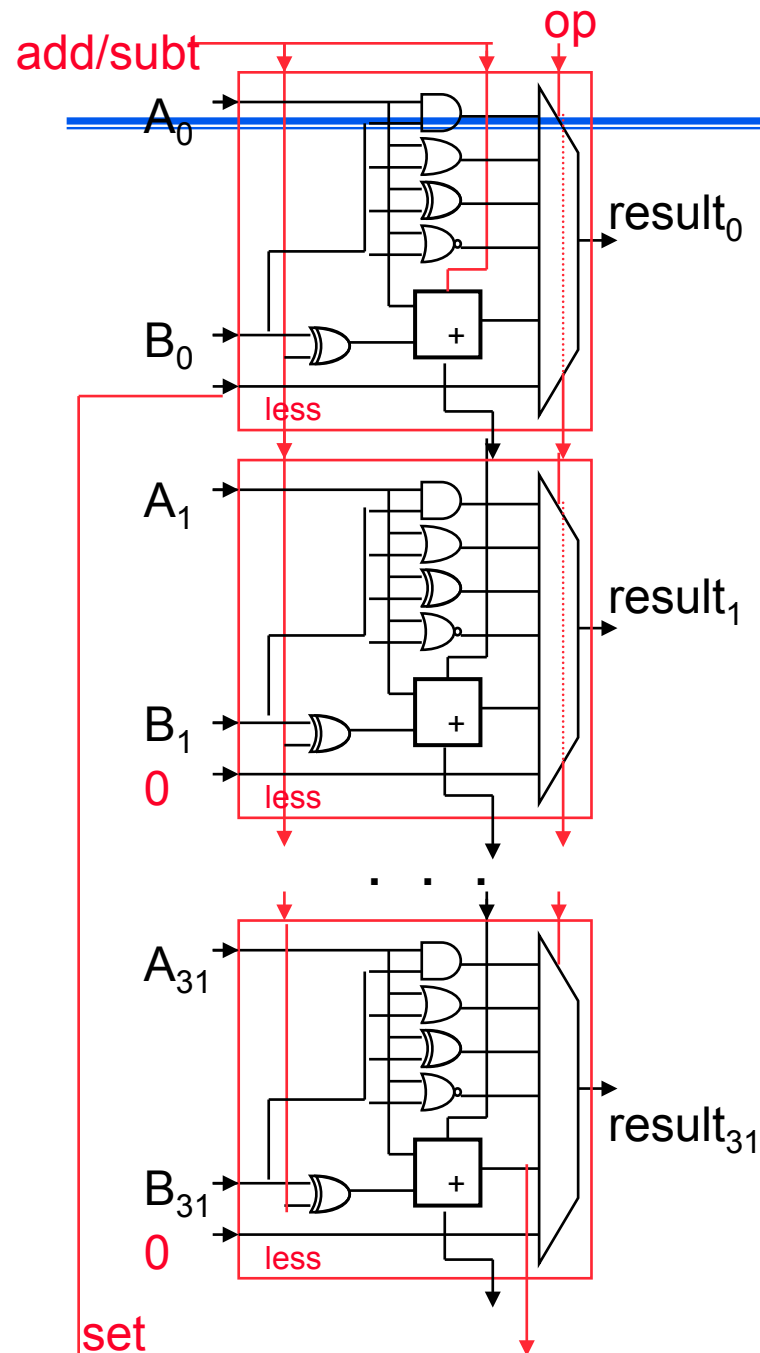 op
add/subt
A0
result0
+
B0
less
A1
result1
+
B1
0
less
. . .
A31
result31
+
B31
0
less
set